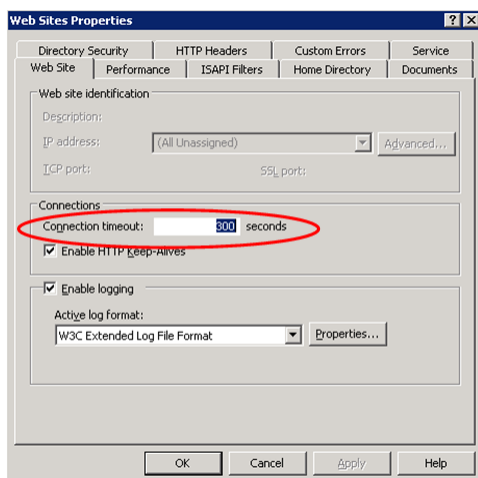 Web Sites Properties
Directory Security HTTP Headers Custom Errors Service
Web Site Performance ISAPI Filters Home Directory Documents
Web site identification
Description:
IP address: (All Unassigned) Advanced...
TCP port: SSL port:
Connections
Connection timeout: 300 seconds
Enable HTTP Keep-Alives
Enable logging
Active log format:
W3C Extended Log File Format Properties...
OK Cancel Apply Help